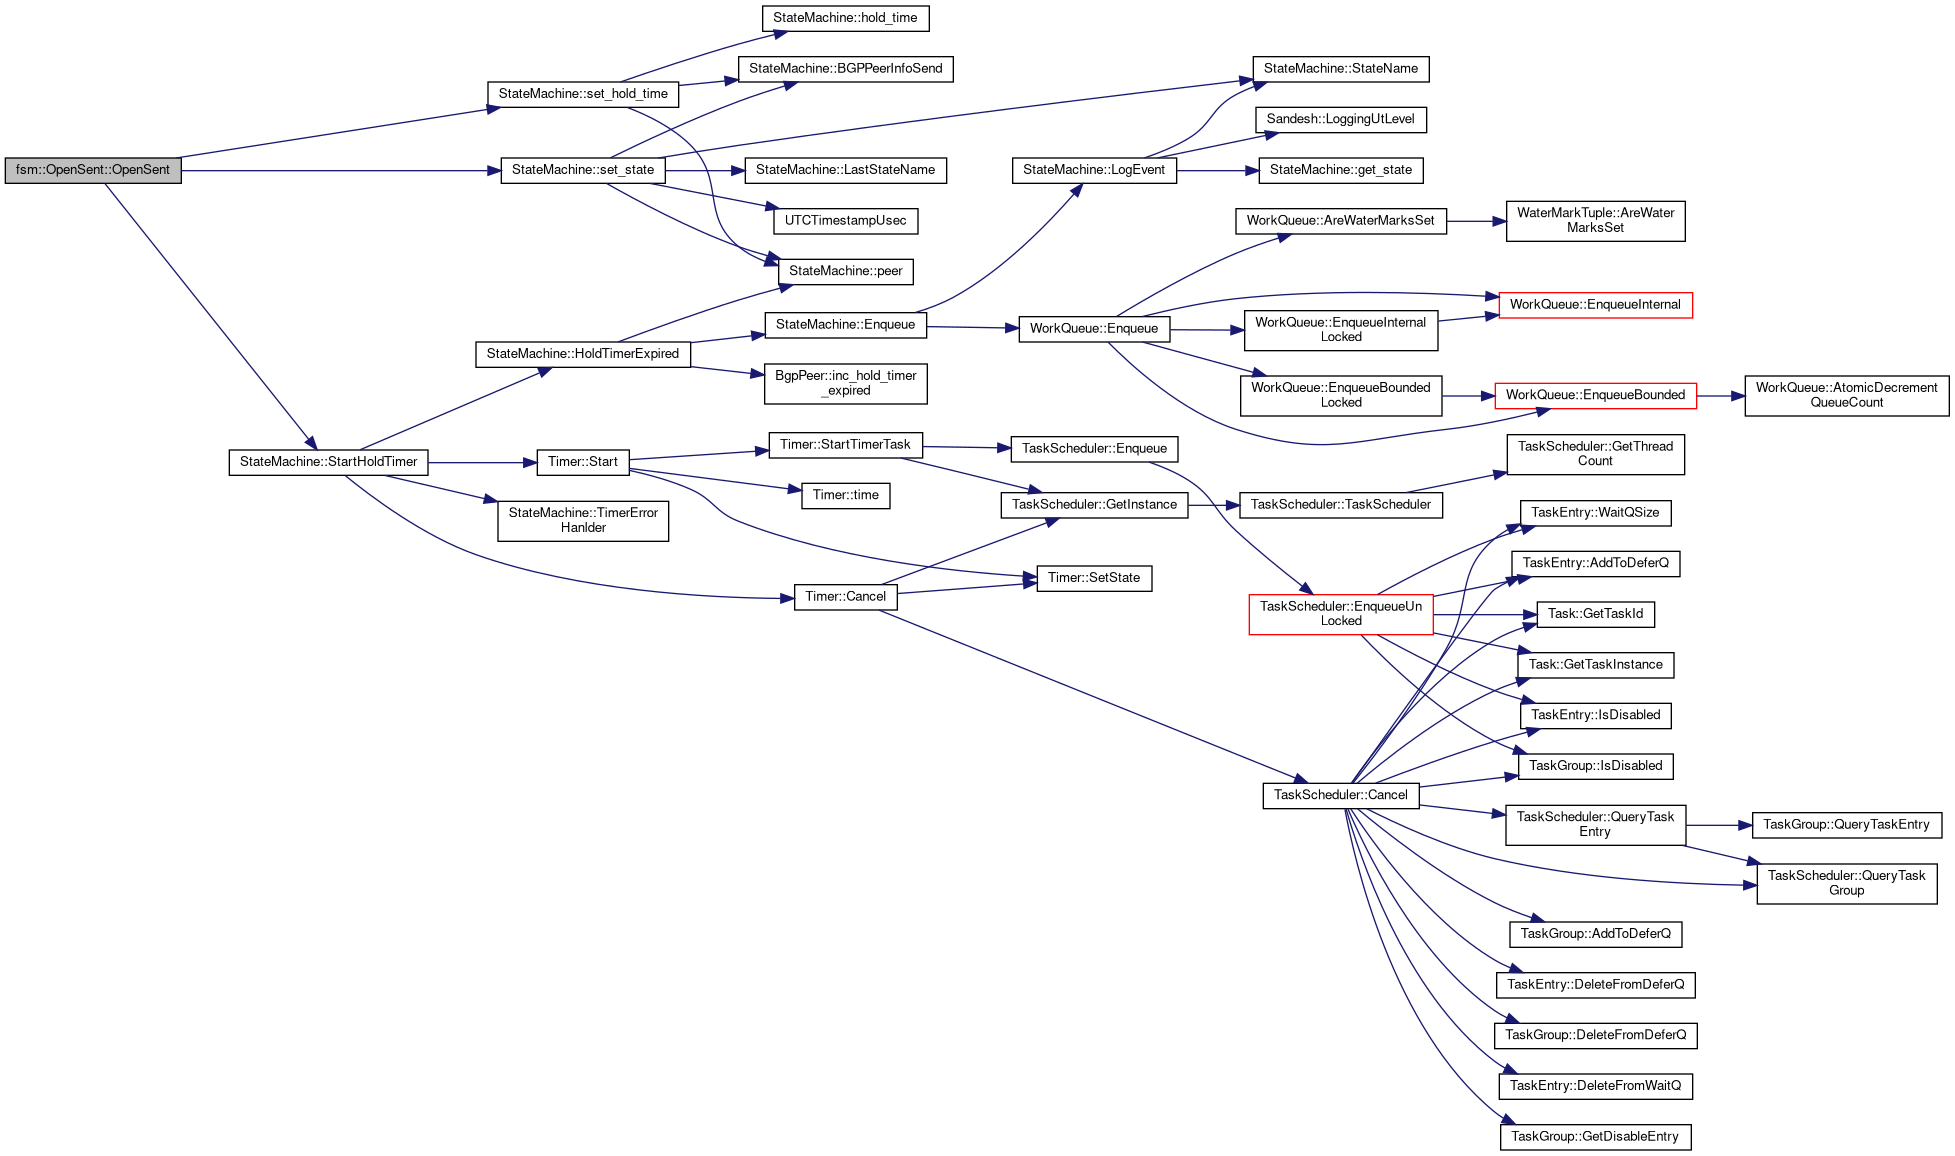 fsm::OpenSent::OpenSent
StateMachine::set_hold_time
StateMachine::set_state
StateMachine::StartHoldTimer
StateMachine::hold_time
StateMachine::BGPPeerInfoSend
StateMachine::LastStateName
UTCTimestampUsec
StateMachine::peer
StateMachine::HoldTimerExpired
StateMachine::Enqueue
BgpPeer::inc_hold_timer
_expired
Timer::Start
StateMachine::TimerError
Hanlder
Timer::StartTimerTask
Timer::time
Timer::Cancel
StateMachine::StateName
Sandesh::LoggingUtLevel
StateMachine::LogEvent
StateMachine::get_state
WorkQueue::Enqueue
WorkQueue::AreWaterMarksSet
WaterMarkTuple::AreWater
MarksSet
WorkQueue::EnqueueInternal
WorkQueue::EnqueueInternal
Locked
WorkQueue::EnqueueBounded
Locked
WorkQueue::EnqueueBounded
WorkQueue::AtomicDecrement
QueueCount
TaskScheduler::Enqueue
TaskScheduler::GetInstance
TaskScheduler::TaskScheduler
TaskScheduler::GetThread
Count
Timer::SetState
TaskScheduler::EnqueueUn
Locked
TaskEntry::WaitQSize
TaskEntry::AddToDeferQ
Task::GetTaskId
Task::GetTaskInstance
TaskEntry::IsDisabled
TaskGroup::IsDisabled
TaskScheduler::Cancel
TaskScheduler::QueryTask
Entry
TaskGroup::QueryTaskEntry
TaskScheduler::QueryTask
Group
TaskGroup::AddToDeferQ
TaskEntry::DeleteFromDeferQ
TaskGroup::DeleteFromDeferQ
TaskEntry::DeleteFromWaitQ
TaskGroup::GetDisableEntry